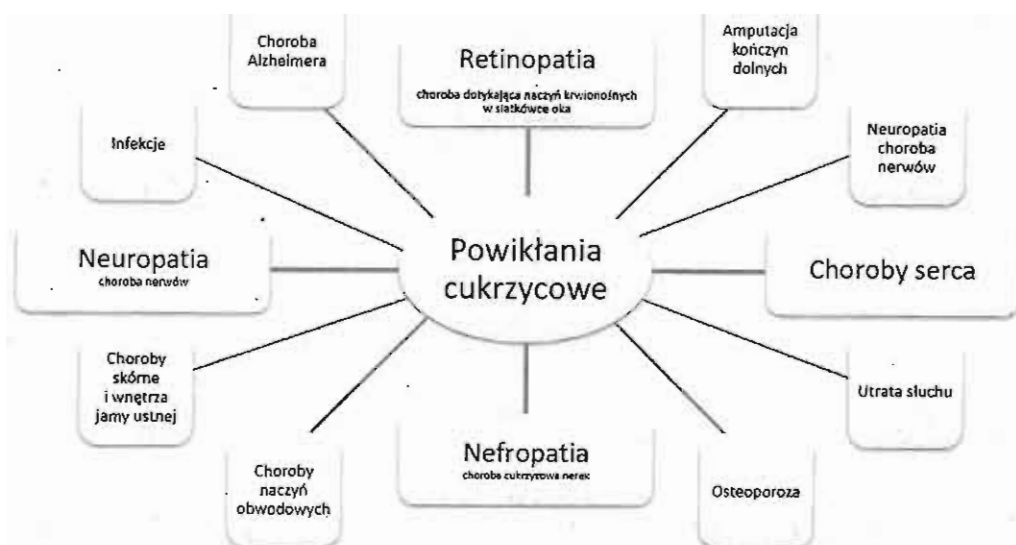 Choroba
Alzheimera
Retinopatia
choroba dotykająca naczyń krwionośnych
w siatkówce oka
Amputacja
kończyn
dolnych
Infekcje
Neuropatia
choroba
nerwów
Neuropatia
choroba nerwów
Powikłania
cukrzycowe
Choroby serca
Choroby
skórne
i wnętrza
jamy ustnej
Utrata słuchu
Choroby
naczyń
obwodowych
Nefropatia
choroba cukrzycowa nerek
Osteoporoza